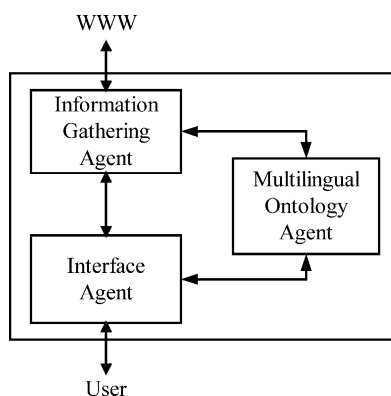 WWW
Information
Gathering
Agent
Multilingual
Ontology
Agent
Interface
Agent
User